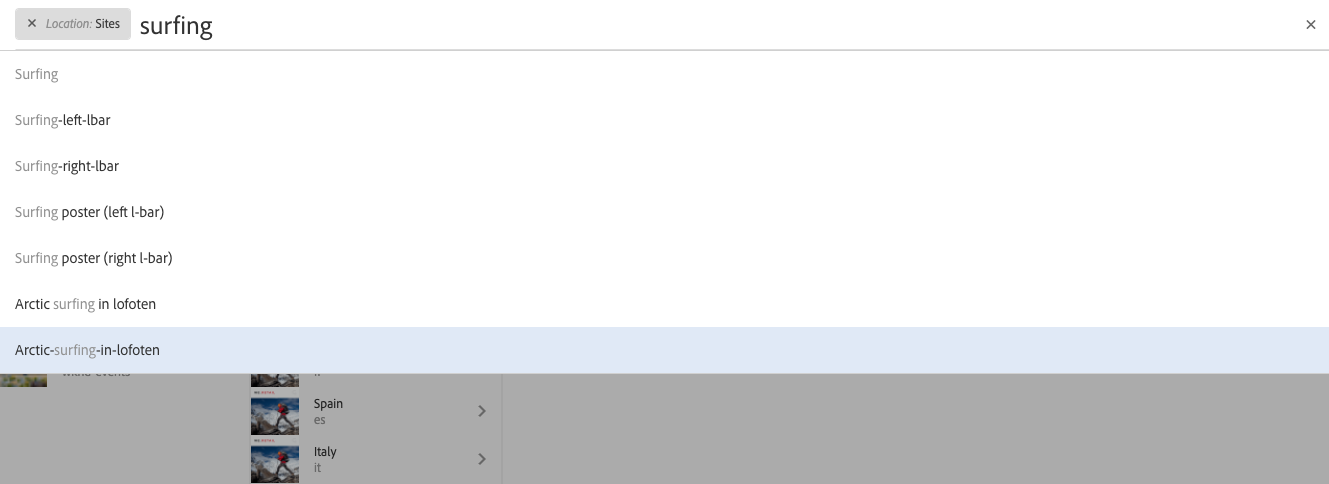 Location: Sites surfing
Surfing
Surfing-left-lbar
Surfing-right-lbar
Surfing poster (left l-bar)
Surfing poster (right l-bar)
Arctic surfing in lofoten
Arctic-surfing-in-lofoten
Spain
es
Italy
it